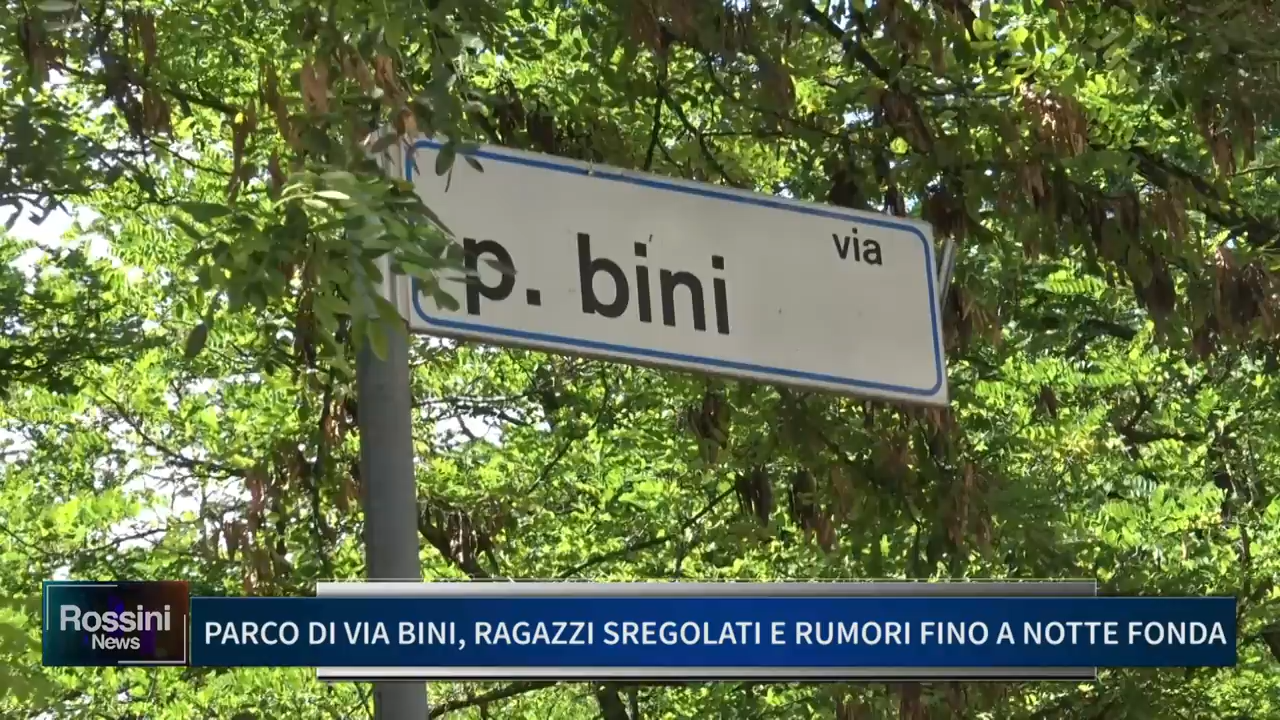 via
p. bini
Rossini
News
PARCO DI VIA BINI, RAGAZZI SREGOLATI E RUMORI FINO A NOTTE FONDA